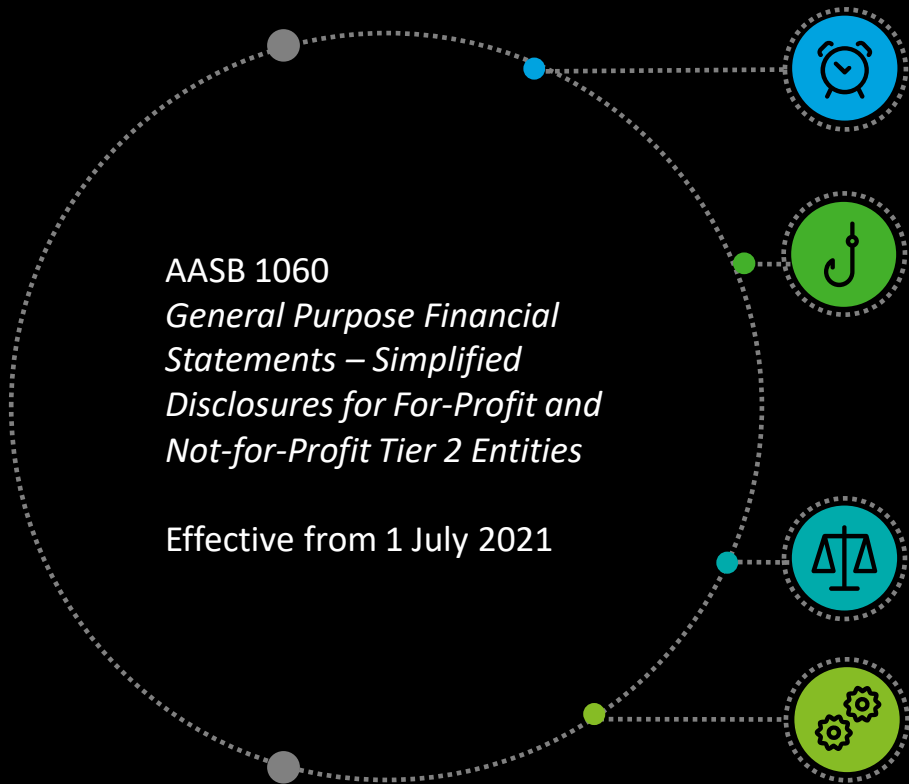 AASB 1060
General Purpose Financial
Statements – Simplified
Disclosures for For-Profit and
Not-for-Profit Tier 2 Entities
Effective from 1 July 2021